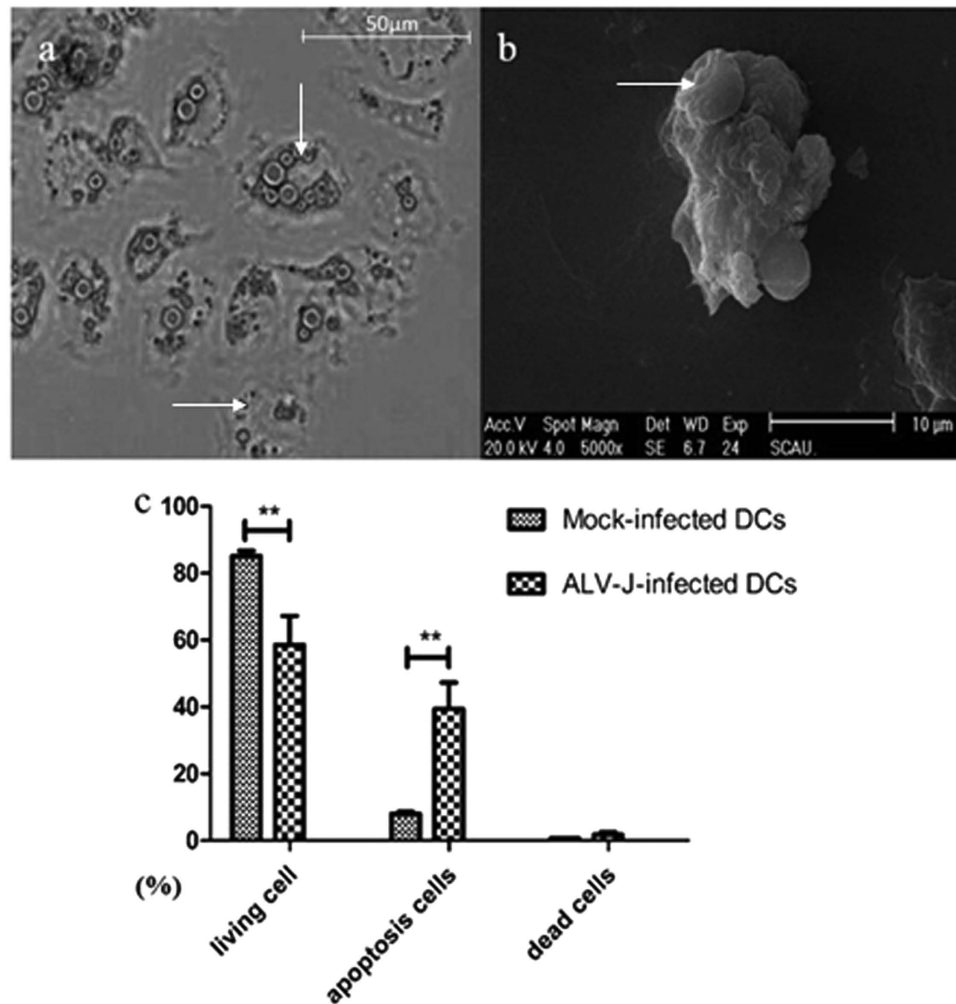 a
50μm
b
Acc.V Spot Magn Det WD Exp 10 μm
20.0 kV 4.0 5000x SE 6.7 24 SCAU.
c
100
80
60
40
20
0
(%)
**
**
Mock-infected DCs
ALV-J-infected DCs
living cell
apoptosis cells
dead cells